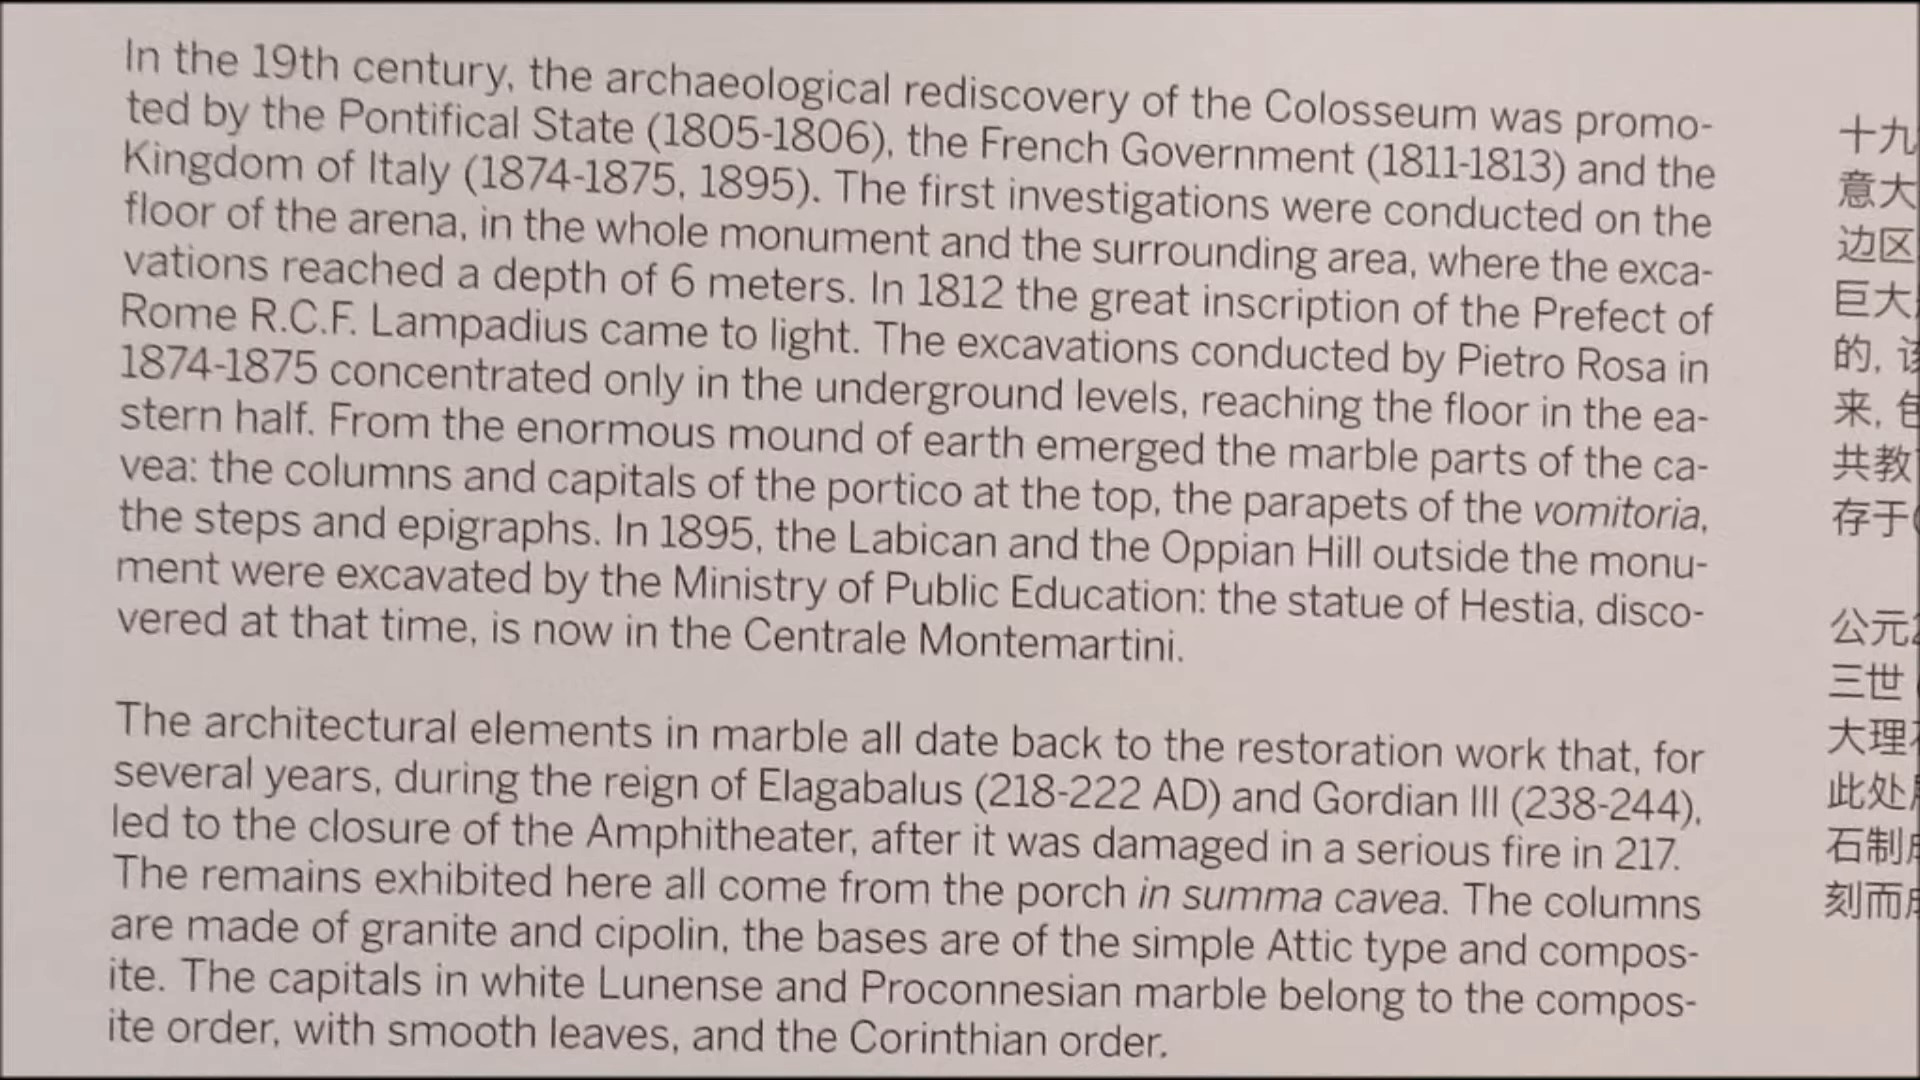 In the 19th century, the archaeological rediscovery of the Colosseum was promo-
ted by the Pontifical State (1805-1806), the French Government (1811-1813) and the
Kingdom of Italy (1874-1875, 1895). The first investigations were conducted on the
floor of the arena, in the whole monument and the surrounding area, where the exca-
vations reached a depth of 6 meters. In 1812 the great inscription of the Prefect of
Rome R.C.F. Lampadius came to light. The excavations conducted by Pietro Rosa in
1874-1875 concentrated only in the underground levels, reaching the floor in the ea-
stern half. From the enormous mound of earth emerged the marble parts of the ca-
vea: the columns and capitals of the portico at the top, the parapets of the vomitoria,
the steps and epigraphs. In 1895, the Labican and the Oppian Hill outside the monu-
ment were excavated by the Ministry of Public Education: the statue of Hestia, disco-
vered at that time, is now in the Centrale Montemartini.
The architectural elements in marble all date back to the restoration work that, for
several years, during the reign of Elagabalus (218-222 AD) and Gordian III (238-244),
led to the closure of the Amphitheater, after it was damaged in a serious fire in 217.
The remains exhibited here all come from the porch in summa cavea. The columns
are made of granite and cipolin, the bases are of the simple Attic type and compos-
ite. The capitals in white Lunense and Proconnesian marble belong to the compos-
ite order, with smooth leaves, and the Corinthian order.
十九
意大
边区
巨大
的,
来,
共教
存于
公元
三世
大理
此处
石制
刻而